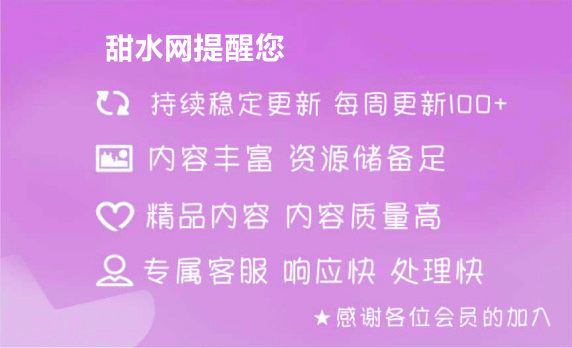 甜水网提醒您
持续稳定更新 每周更新100+
内容丰富 资源储备足
精品内容 内容质量高
专属客服 响应快 处理快
★感谢各位会员的加入